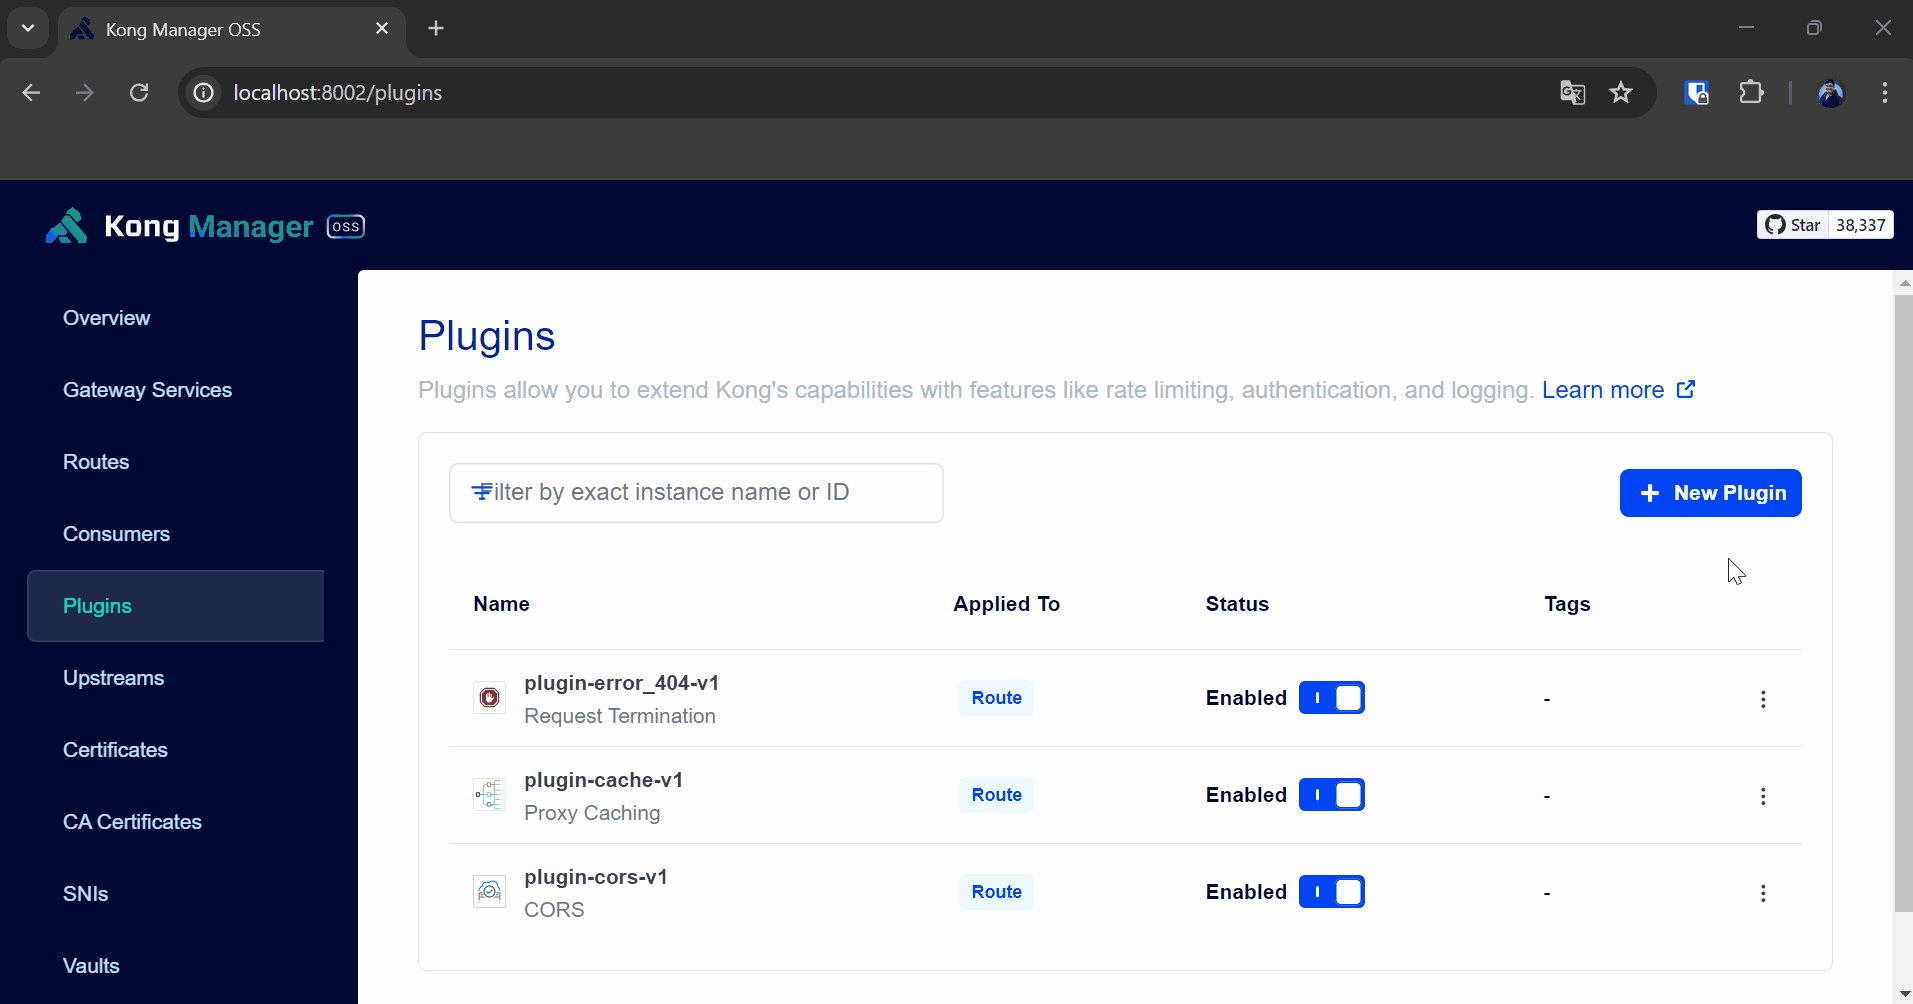 Kong Manager OSS
localhost:8002/plugins
Kong Manager OSS
Star 38,337
Overview
Gateway Services
Routes
Consumers
Plugins
Upstreams
Certificates
CA Certificates
SNIs
Vaults
Plugins
Plugins allow you to extend Kong's capabilities with features like rate limiting, authentication, and logging. Learn more
Filter by exact instance name or ID
New Plugin
Name Applied To Status Tags
plugin-error_404-v1
Request Termination
Route Enabled -
plugin-cache-v1
Proxy Caching
Route Enabled -
plugin-cors-v1
CORS
Route Enabled -